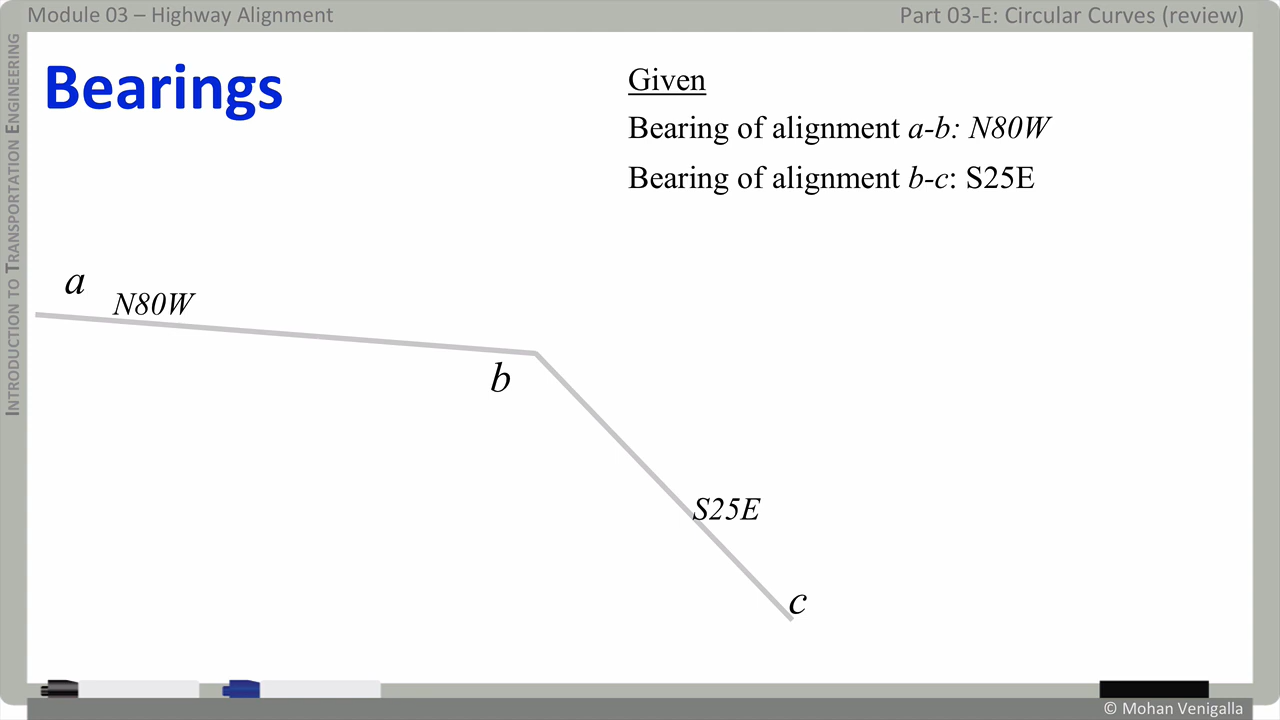 Module 03 – Highway Alignment
Part 03-E: Circular Curves (review)
INTRODUCTION TO TRANSPORTATION ENGINEERING
Bearings
Given
Bearing of alignment a-b: N80W
Bearing of alignment b-c: S25E
a
N80W
b
S25E
c
© Mohan Venigalla